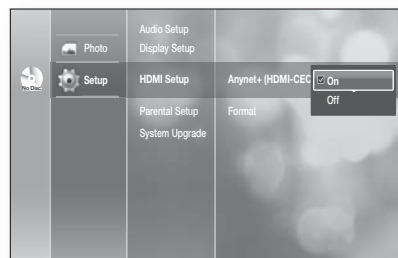 Audio Setup
Photo
Display Setup
No Disc
Setup
HDMI Setup
Anynet+ (HDMI-CEC
On
Off
Parental Setup
Format
System Upgrade